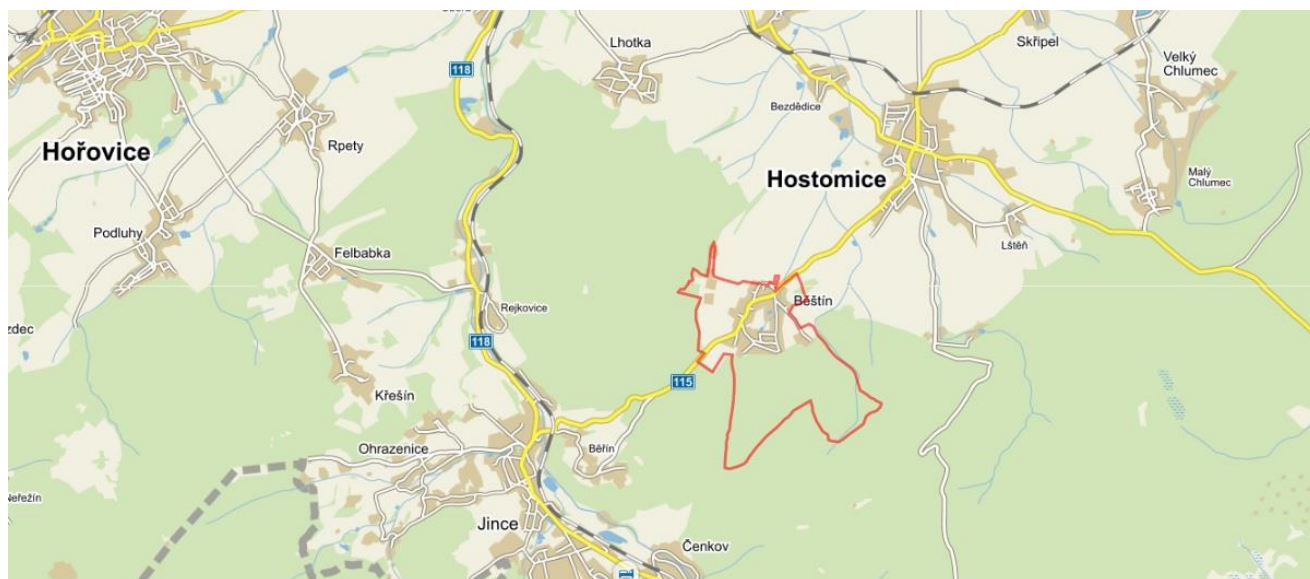 Lhotka
Skřipel
Velký
Chlumec
118
Bezdědice
Hořovice
Rpety
Hostomice
Malý
Chlumec
Podluhy
Felbabka
Lštěň
Rejkovice
Běštín
zdec
118
115
Křešín
Ohrazenice
Běřín
Neřežín
Jince
Čenkov